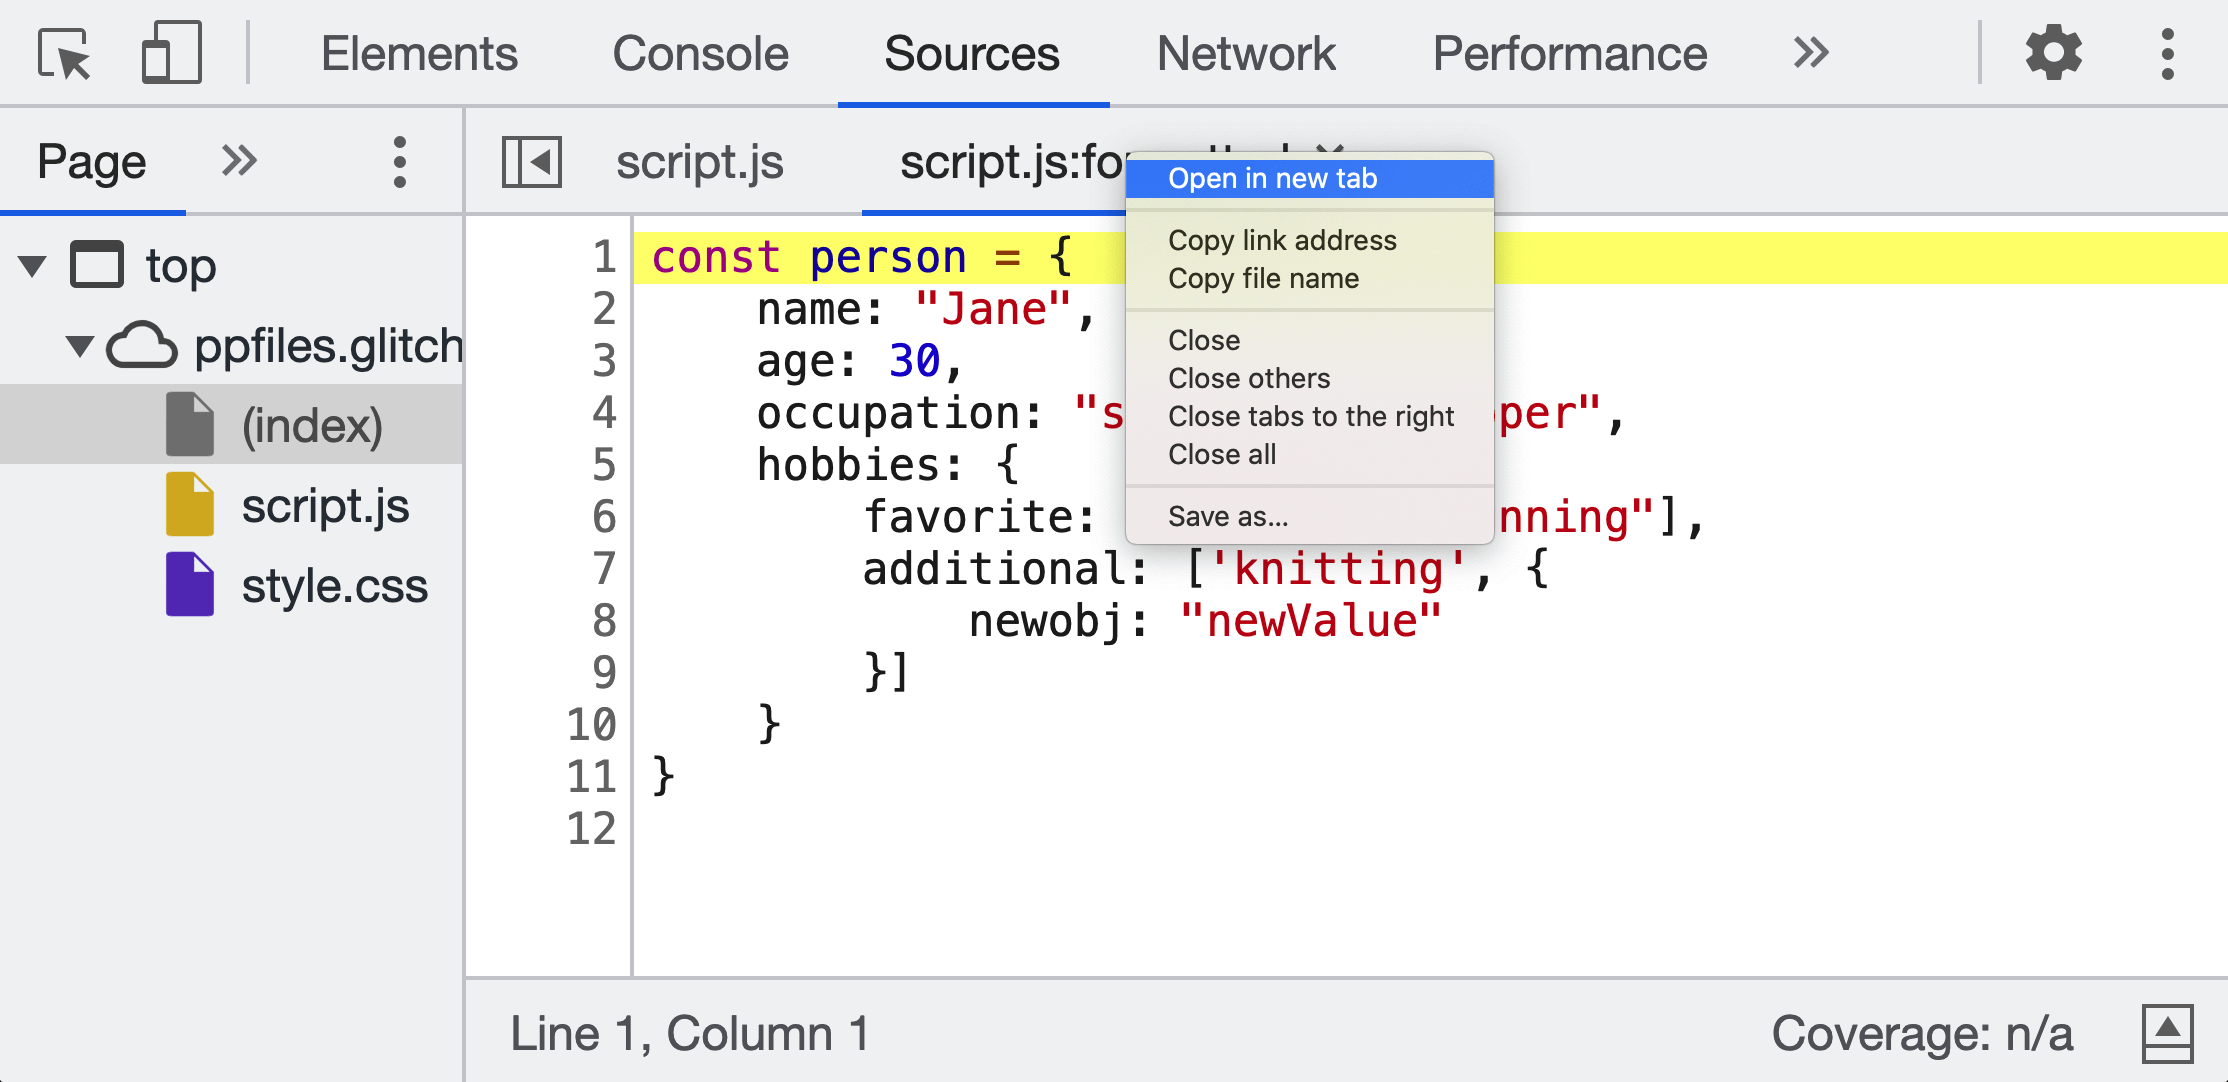 Elements Console Sources Network Performance
Page
script.js script.js:fo
top
ppfiles.glitch
(index)
script.js
style.css
Open in new tab
Copy link address
Copy file name
Close
Close others
Close tabs to the right
Close all
Save as...
1 const person = {
2 name: "Jane",
3 age: 30,
4 occupation: "s per",
5 hobbies: {
6 favorite: nning"],
7 additional: ['knitting', {
8 newobj: "newValue"
9 }]
10 }
11 }
12
Line 1, Column 1
Coverage: n/a